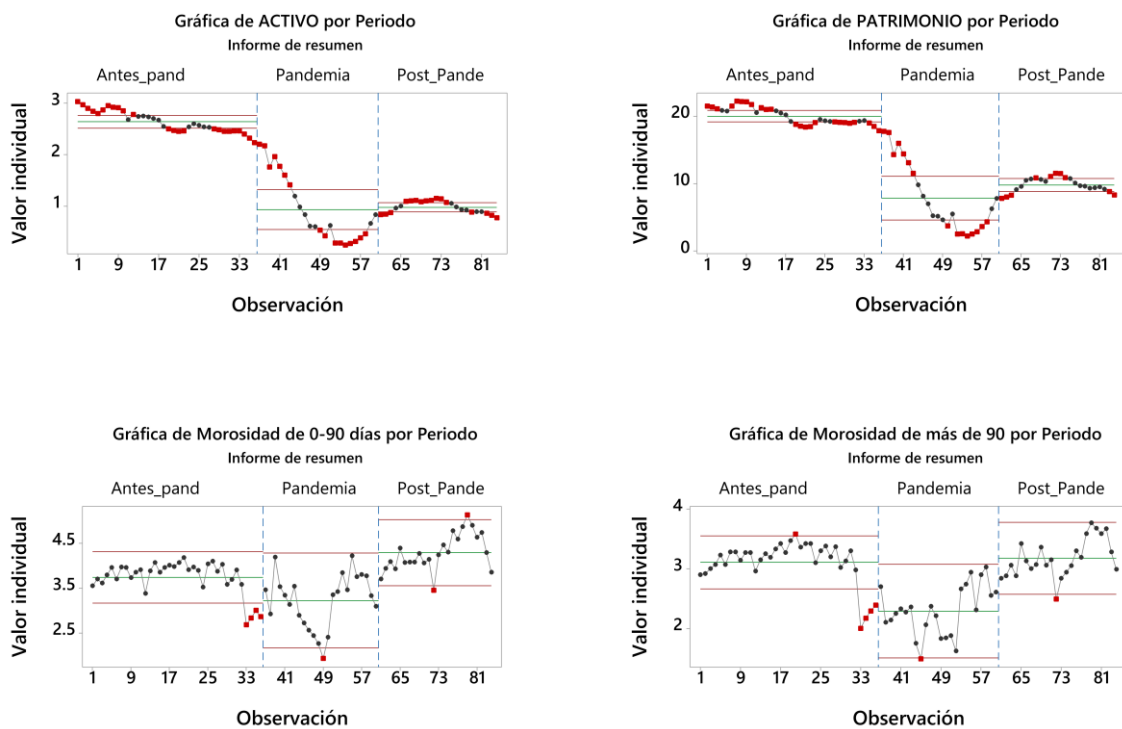 Gráfica de ACTIVO por Periodo
Informe de resumen
Antes_pand Pandemia Post_Pande
Valor individual
3
2
1
1 9 17 25 33 41 49 57 65 73 81
Observación
Gráfica de PATRIMONIO por Periodo
Informe de resumen
Antes_pand Pandemia Post_Pande
Valor individual
20
10
0
1 9 17 25 33 41 49 57 65 73 81
Observación
Gráfica de Morosidad de 0-90 días por Periodo
Informe de resumen
Antes_pand Pandemia Post_Pande
Valor individual
4.5
3.5
2.5
1 9 17 25 33 41 49 57 65 73 81
Observación
Gráfica de Morosidad de más de 90 por Periodo
Informe de resumen
Antes_pand Pandemia Post_Pande
Valor individual
4
3
2
1 9 17 25 33 41 49 57 65 73 81
Observación